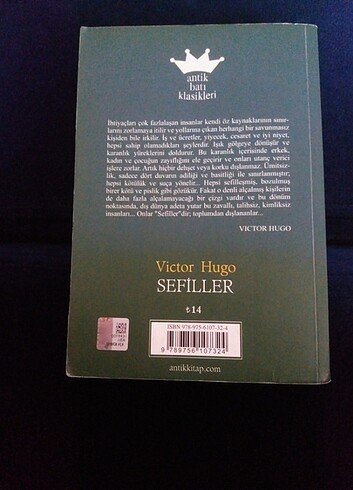 antik
batı
klasikleri
İhtiyaçları çok fazlalaşan insanlar kendi öz kaynaklarının sınır-
larını zorlamaya itilir ve yollarına çıkan herhangi bir savunmasız
kişiden bile irkilir. İş ve ücretler, yiyecek, cesaret ve iyi niyet,
hepsi sahip olamadıkları şeylerdir. Işık gölgeye dönüşür ve
karanlık yüreklerini doldurur. Bu karanlık içerisinde erkek,
kadın ve çocuğun zayıflığını ele geçirir ve onları utanç verici
işlere zorlar. Artık hiçbir dehşet veya korku dışlanamaz. Ümitsiz-
lik, sadece dört duvarın adiliği ve basitliği ile sınırlanmıştır;
hepsi kötülük ve suça yönelir... Hepsi sefilleşmiş, bozulmuş
birer kötü ve pislik gibi gözükür. Fakat o denli alçalmış kişilerin
de daha fazla alçalamayacağı bir çizgi vardır ve bu dönüm
noktasında, dış dünya adeta yutar bu zavallı, talihsiz, kimliksiz
insanları... Onlar "Sefiller"dir; toplumdan dışlananlar...
VICTOR HUGO
Victor Hugo
SEFİLLER
₺14
ISBN 978-975-6107-32-4
9 789756 107324
antikkitap.com